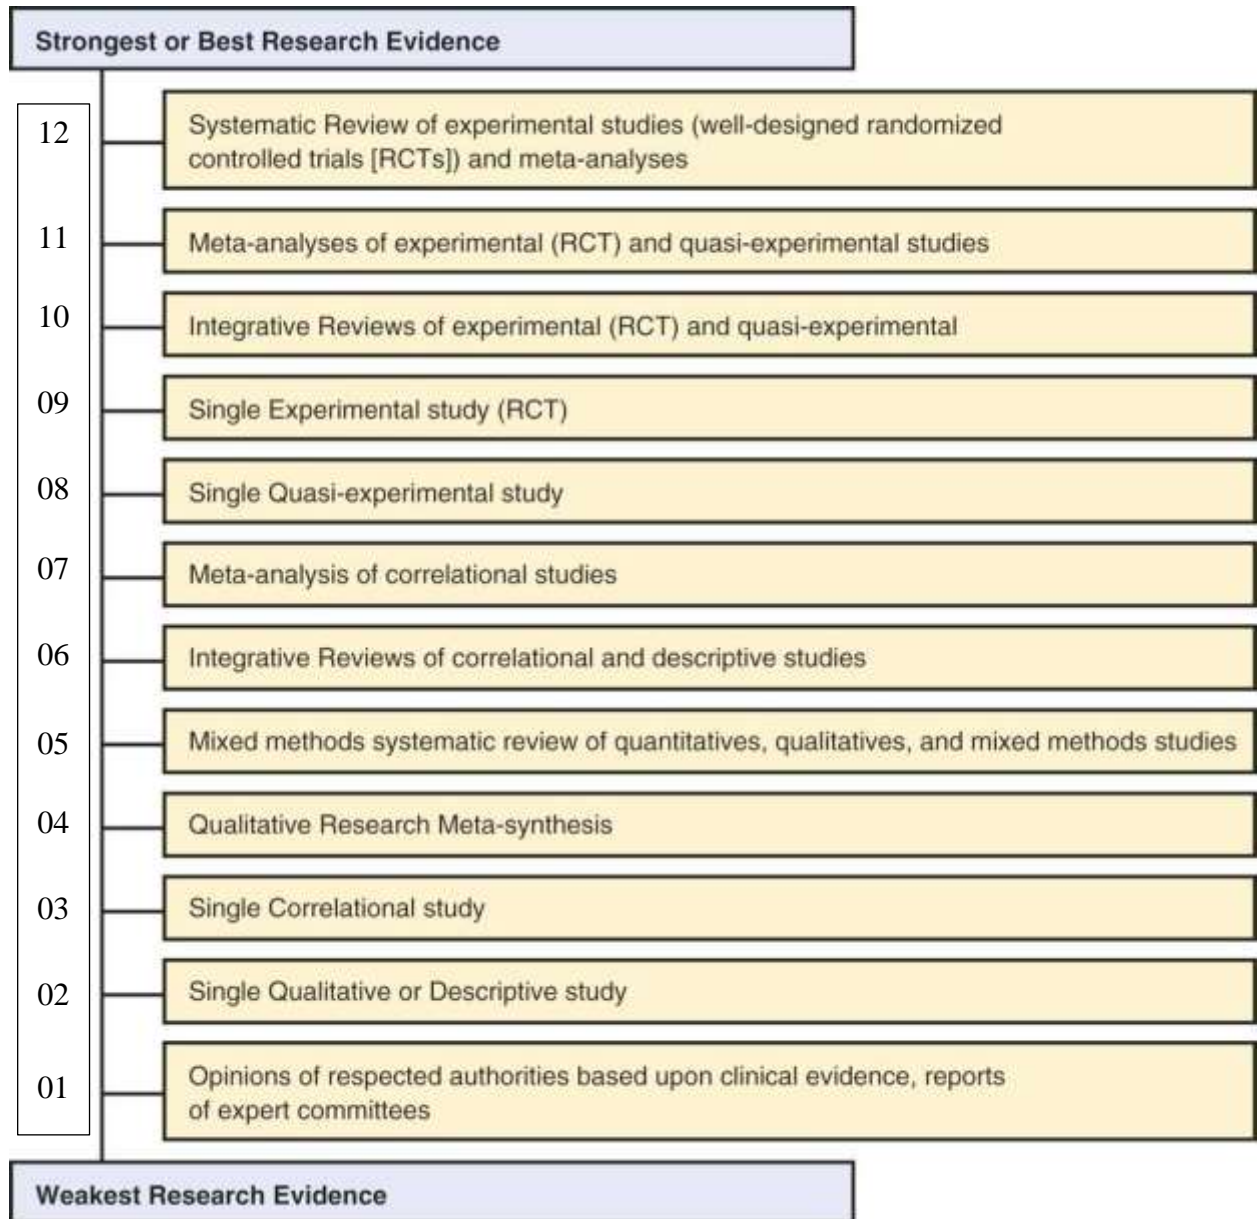 Strongest or Best Research Evidence
12
Systematic Review of experimental studies (well-designed randomized
controlled trials [RCTs]) and meta-analyses
11
Meta-analyses of experimental (RCT) and quasi-experimental studies
10
Integrative Reviews of experimental (RCT) and quasi-experimental
09
Single Experimental study (RCT)
08
Single Quasi-experimental study
07
Meta-analysis of correlational studies
06
Integrative Reviews of correlational and descriptive studies
05
Mixed methods systematic review of quantitatives, qualitatives, and mixed methods studies
04
Qualitative Research Meta-synthesis
03
Single Correlational study
02
Single Qualitative or Descriptive study
01
Opinions of respected authorities based upon clinical evidence, reports
of expert committees
Weakest Research Evidence